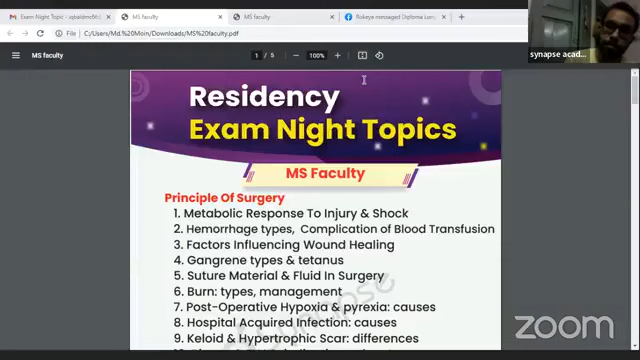 Exam Night Topic - iqbaldmc5th
MS faculty
MS faculty
Rokeya messaged Diploma Lon
C:/Users/Md.Moin/Downloads/MS%20faculty.pdf
MS faculty
1 / 5
100%
synapse acad...
Residency
Exam Night Topics
MS Faculty
Principle Of Surgery
1. Metabolic Response To Injury & Shock
2. Hemorrhage types, Complication of Blood Transfusion
3. Factors Influencing Wound Healing
4. Gangrene types & tetanus
5. Suture Material & Fluid In Surgery
6. Burn: types, management
7. Post-Operative Hypoxia & pyrexia: causes
8. Hospital Acquired Infection: causes
9. Keloid & Hypertrophic Scar: differences
Synapse
zoom